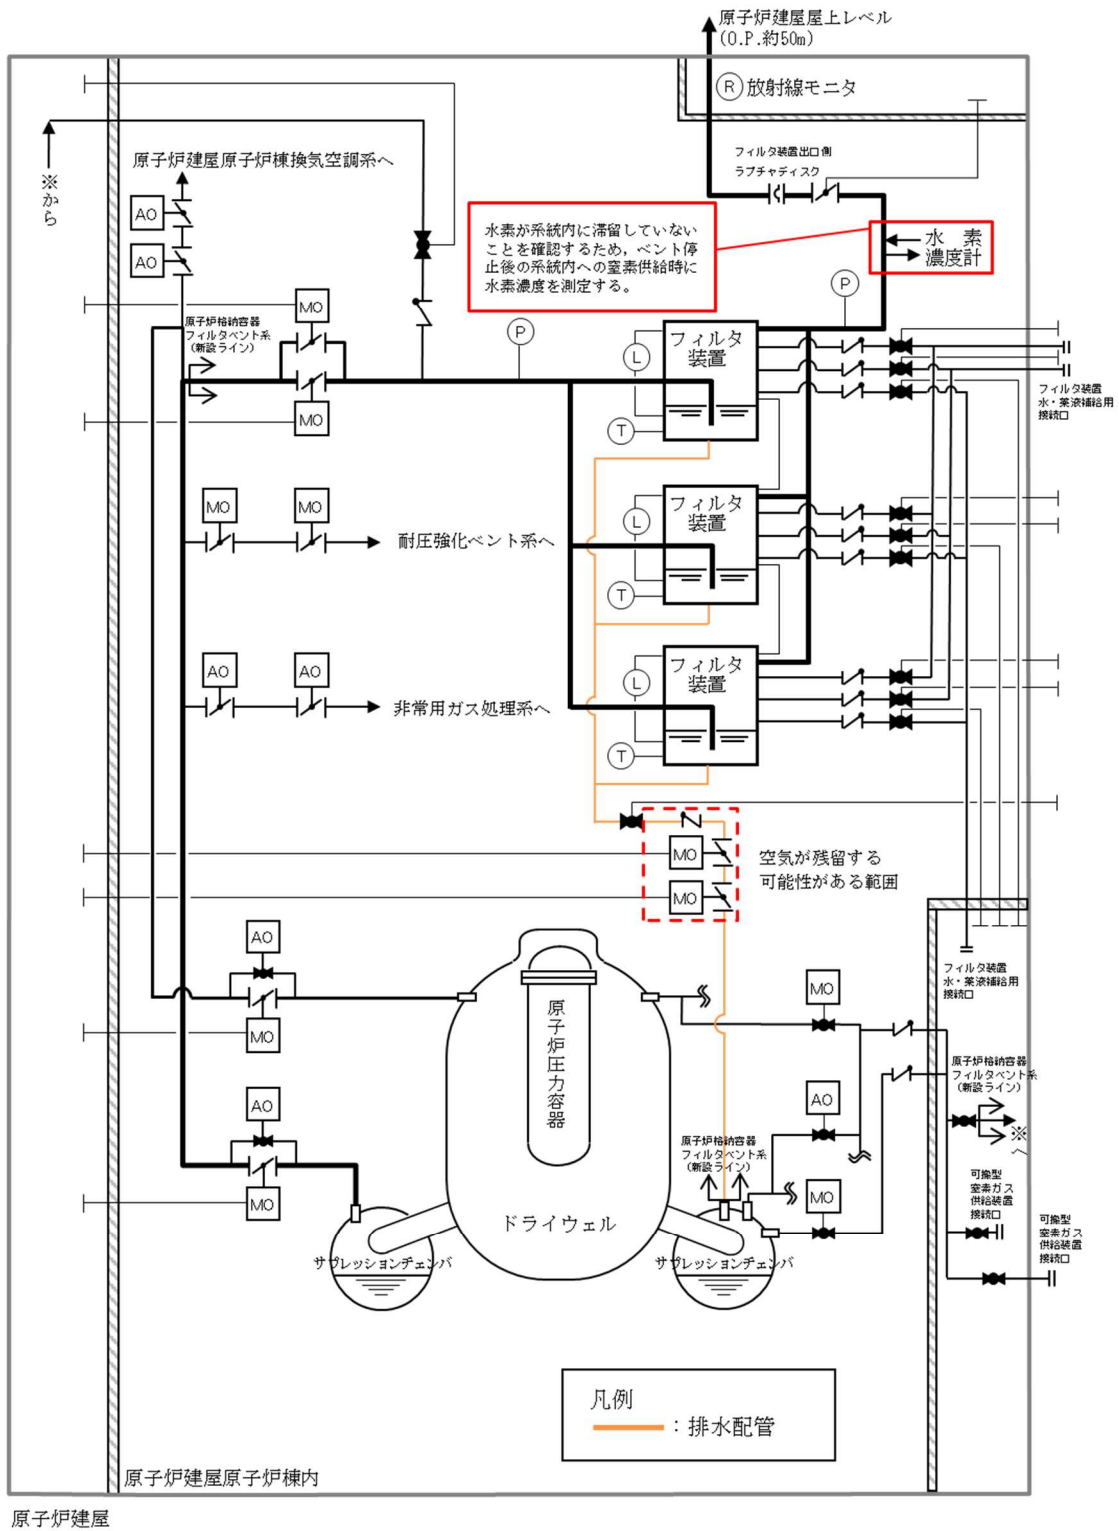 原子炉建屋屋上レベル
(O.P.約50m)
R 放射線モニタ
原子炉建屋原子炉棟換気空調系へ
※から
AO
AO
フィルタ装置出口側
ラプチャディスク
水素が系統内に滞留していない
ことを確認するため，ベント停
止後の系統内への窒素供給時に
水素濃度を測定する。
水　素
濃度計
P
MO
原子炉格納容器
フィルタベント系
(新設ライン)
P
フィルタ
装置
L
T
MO
フィルタ装置
水・薬液補給用
接続口
MO
MO
耐圧強化ベント系へ
フィルタ
装置
L
T
AO
AO
非常用ガス処理系へ
フィルタ
装置
L
T
MO
MO
空気が残留する
可能性がある範囲
AO
MO
原子炉圧力容器
MO
フィルタ装置
水・薬液補給用
接続口
AO
MO
AO
原子炉格納容器
フィルタベント系
(新設ライン)
※へ
原子炉格納容器
フィルタベント系
(新設ライン)
MO
可搬型
窒素ガス
供給装置
接続口
可搬型
窒素ガス
供給装置
接続口
ドライウェル
サプレッションチェンバ
サプレッションチェンバ
凡例
：排水配管
原子炉建屋原子炉棟内
原子炉建屋